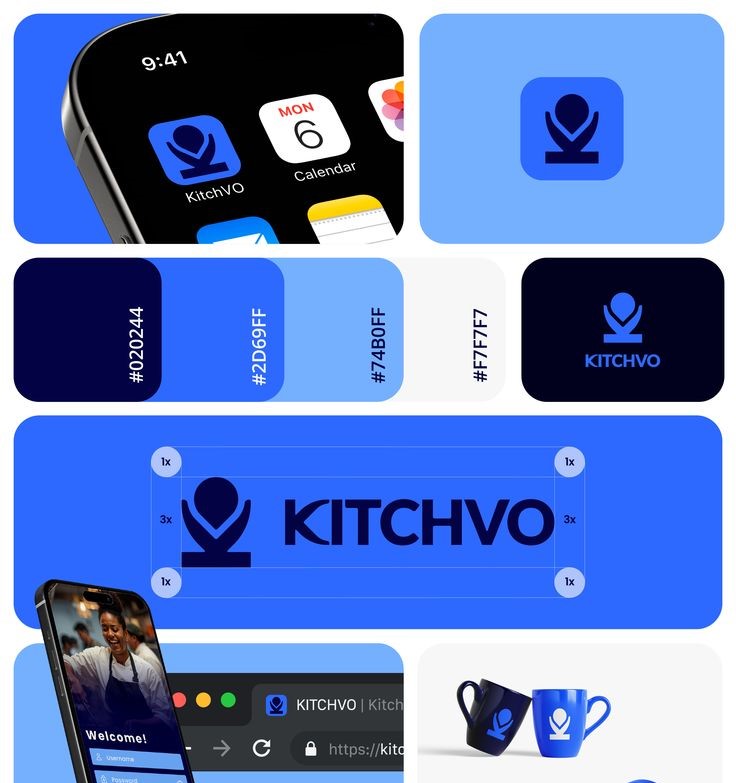 9:41
KitchVO
MON
6
Calendar
#020244
#2D69FF
#74B0FF
#F7F7F7
KITCHVO
1x
1x
3x
KITCHVO
3x
1x
1x
Welcome!
Username
Password
KITCHVO | Kitch
https://kitc